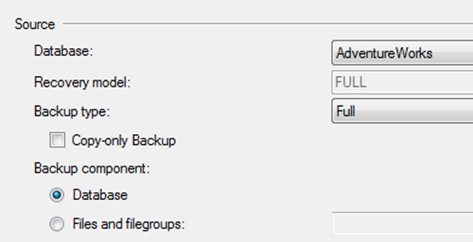 Source
Database: AdventureWorks
Recovery model: FULL
Backup type: Full
Copy-only Backup
Backup component:
Database
Files and filegroups: